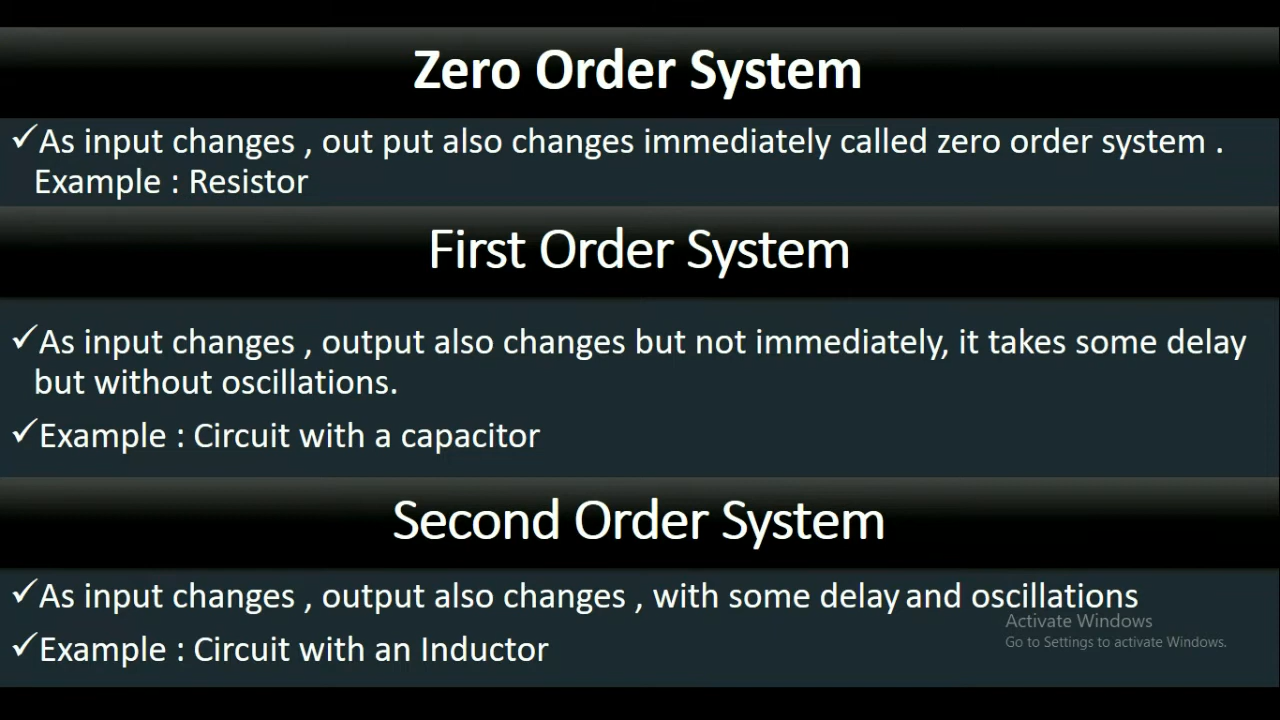 Zero Order System
✓As input changes , out put also changes immediately called zero order system .
Example : Resistor
First Order System
✓As input changes , output also changes but not immediately, it takes some delay
but without oscillations.
✓Example : Circuit with a capacitor
Second Order System
✓As input changes , output also changes , with some delay and oscillations
Activate Windows
Go to Settings to activate Windows.
✓Example : Circuit with an Inductor